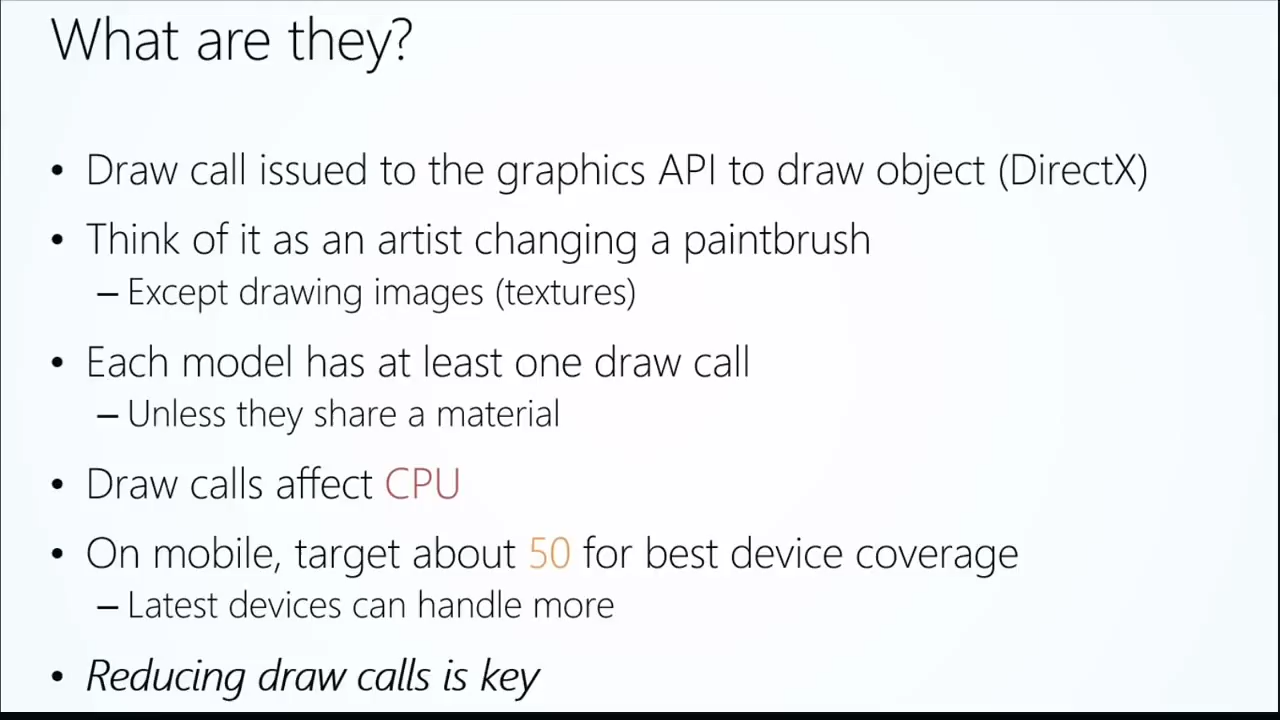 What are they?
• Draw call issued to the graphics API to draw object (DirectX)
• Think of it as an artist changing a paintbrush
– Except drawing images (textures)
• Each model has at least one draw call
– Unless they share a material
• Draw calls affect CPU
• On mobile, target about 50 for best device coverage
– Latest devices can handle more
• Reducing draw calls is key